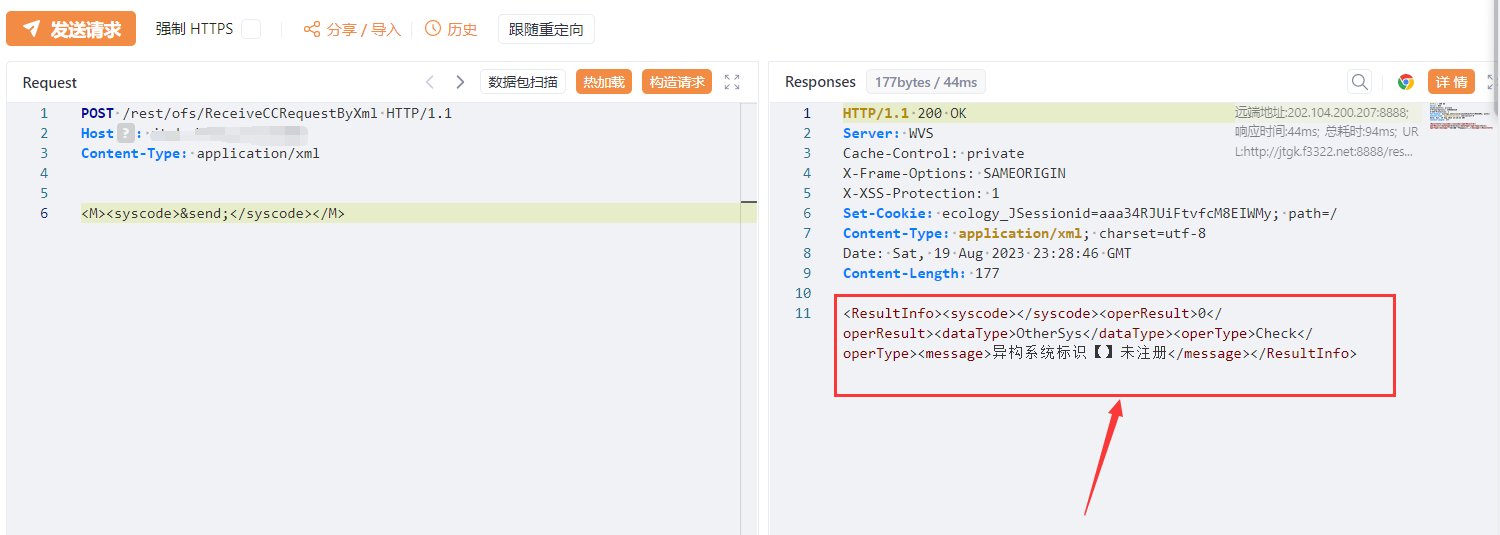 发送请求 强制 HTTPS 分享 / 导入 历史 跟随重定向
Request 数据包扫描 热加载 构造请求
1 POST /rest/ofs/ReceiveCCRequestByXml HTTP/1.1
2 Host ? :
3 Content-Type: application/xml
4
5
6 <M><syscode>&send;</syscode></M>
Responses 177bytes / 44ms 详情
1 HTTP/1.1 200 OK
2 Server: WVS
3 Cache-Control: private
4 X-Frame-Options: SAMEORIGIN
5 X-XSS-Protection: 1
6 Set-Cookie: ecology_JSessionid=aaa34RJUiFtvfcM8EIWMy; path=/
7 Content-Type: application/xml; charset=utf-8
8 Date: Sat, 19 Aug 2023 23:28:46 GMT
9 Content-Length: 177
10
11 <ResultInfo><syscode></syscode><operResult>0</
operResult><dataType>OtherSys</dataType><operType>Check</
operType><message>异构系统标识【】未注册</message></ResultInfo>
远端地址:202.104.200.207:8888;
响应时间:44ms; 总耗时:94ms; UR
L:http://jtgk.f3322.net:8888/res...